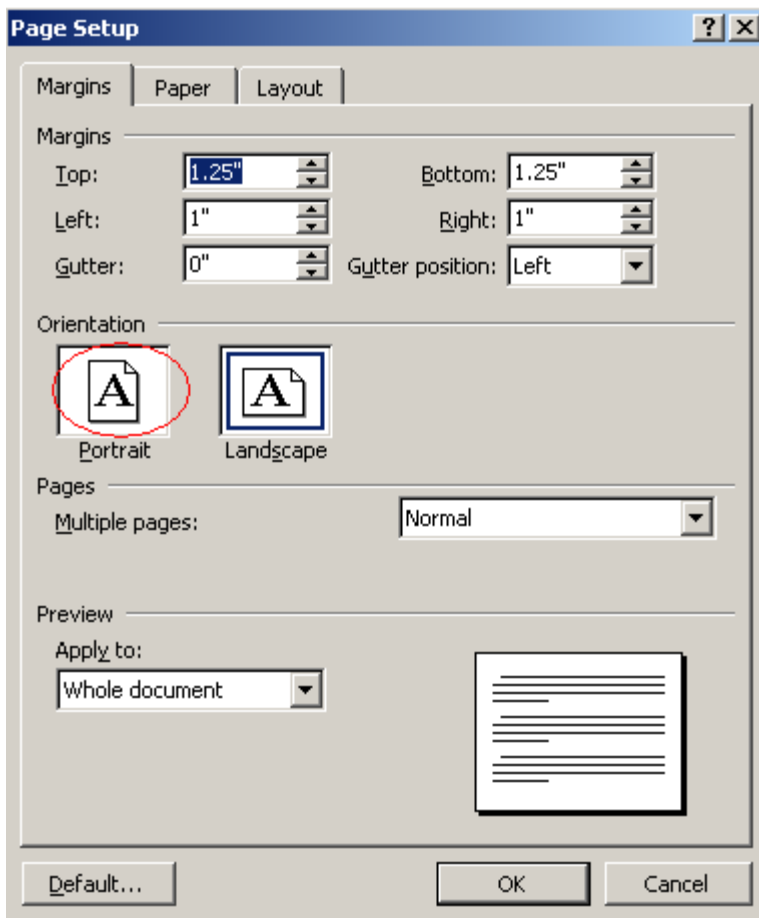 Page Setup
Margins Paper Layout
Margins
Top: 1.25" Bottom: 1.25"
Left: 1" Right: 1"
Gutter: 0" Gutter position: Left
Orientation
A A
Portrait Landscape
Pages
Multiple pages: Normal
Preview
Apply to:
Whole document
Default... OK Cancel